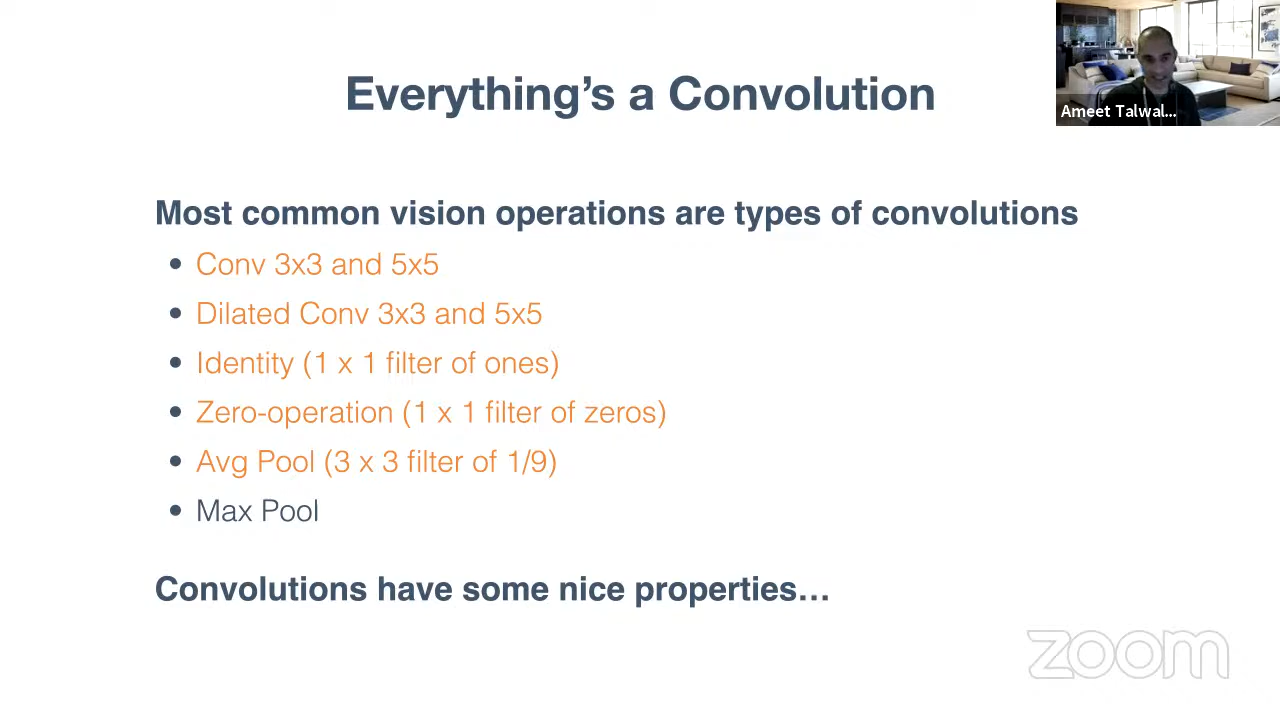 Everything’s a Convolution
Ameet Talwal...
Most common vision operations are types of convolutions
• Conv 3x3 and 5x5
• Dilated Conv 3x3 and 5x5
• Identity (1 x 1 filter of ones)
• Zero-operation (1 x 1 filter of zeros)
• Avg Pool (3 x 3 filter of 1/9)
• Max Pool
Convolutions have some nice properties…
zoom